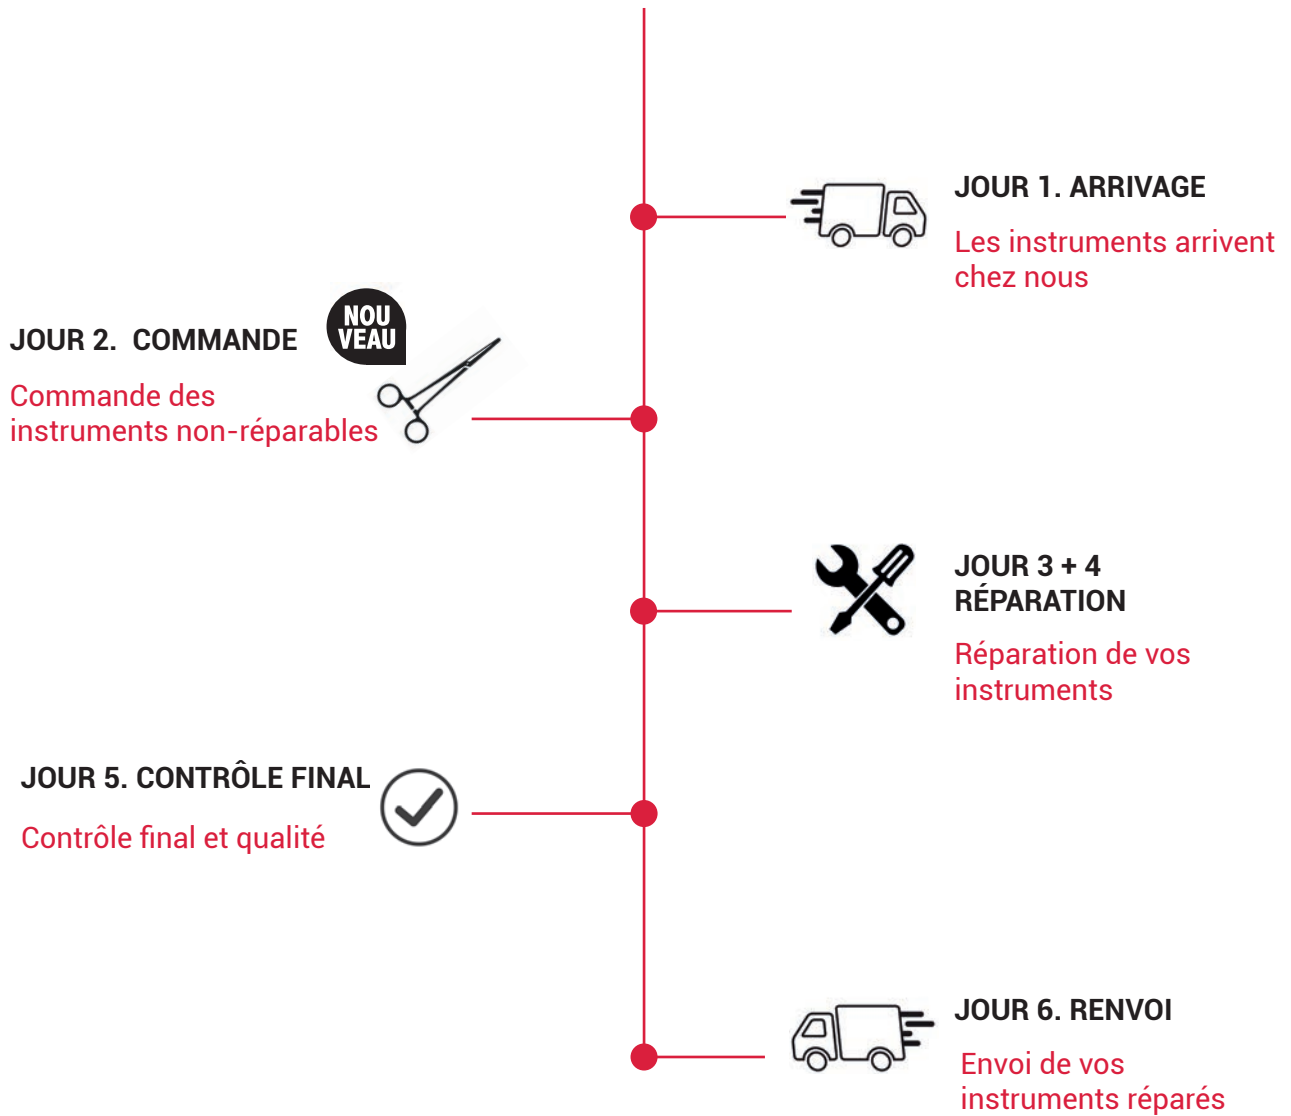 JOUR 1. ARRIVAGE
Les instruments arrivent
chez nous
NOU
VEAU
JOUR 2. COMMANDE
Commande des
instruments non-réparables
JOUR 3 + 4
RÉPARATION
Réparation de vos
instruments
JOUR 5. CONTRÔLE FINAL
Contrôle final et qualité
JOUR 6. RENVOI
Envoi de vos
instruments réparés